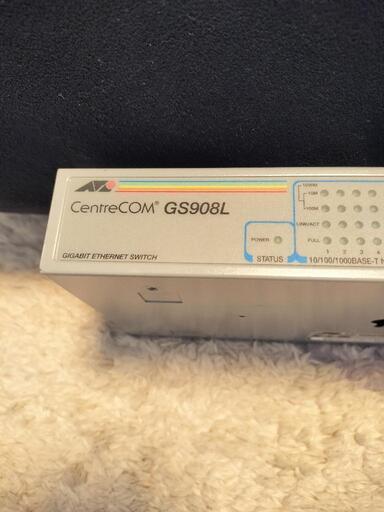 CentreCOM® GS908L
GIGABIT ETHERNET SWITCH
POWER
STATUS
1000M
10M
100M
LINK/ACT
FULL
1 2 3 4
10/100/1000BASE-T